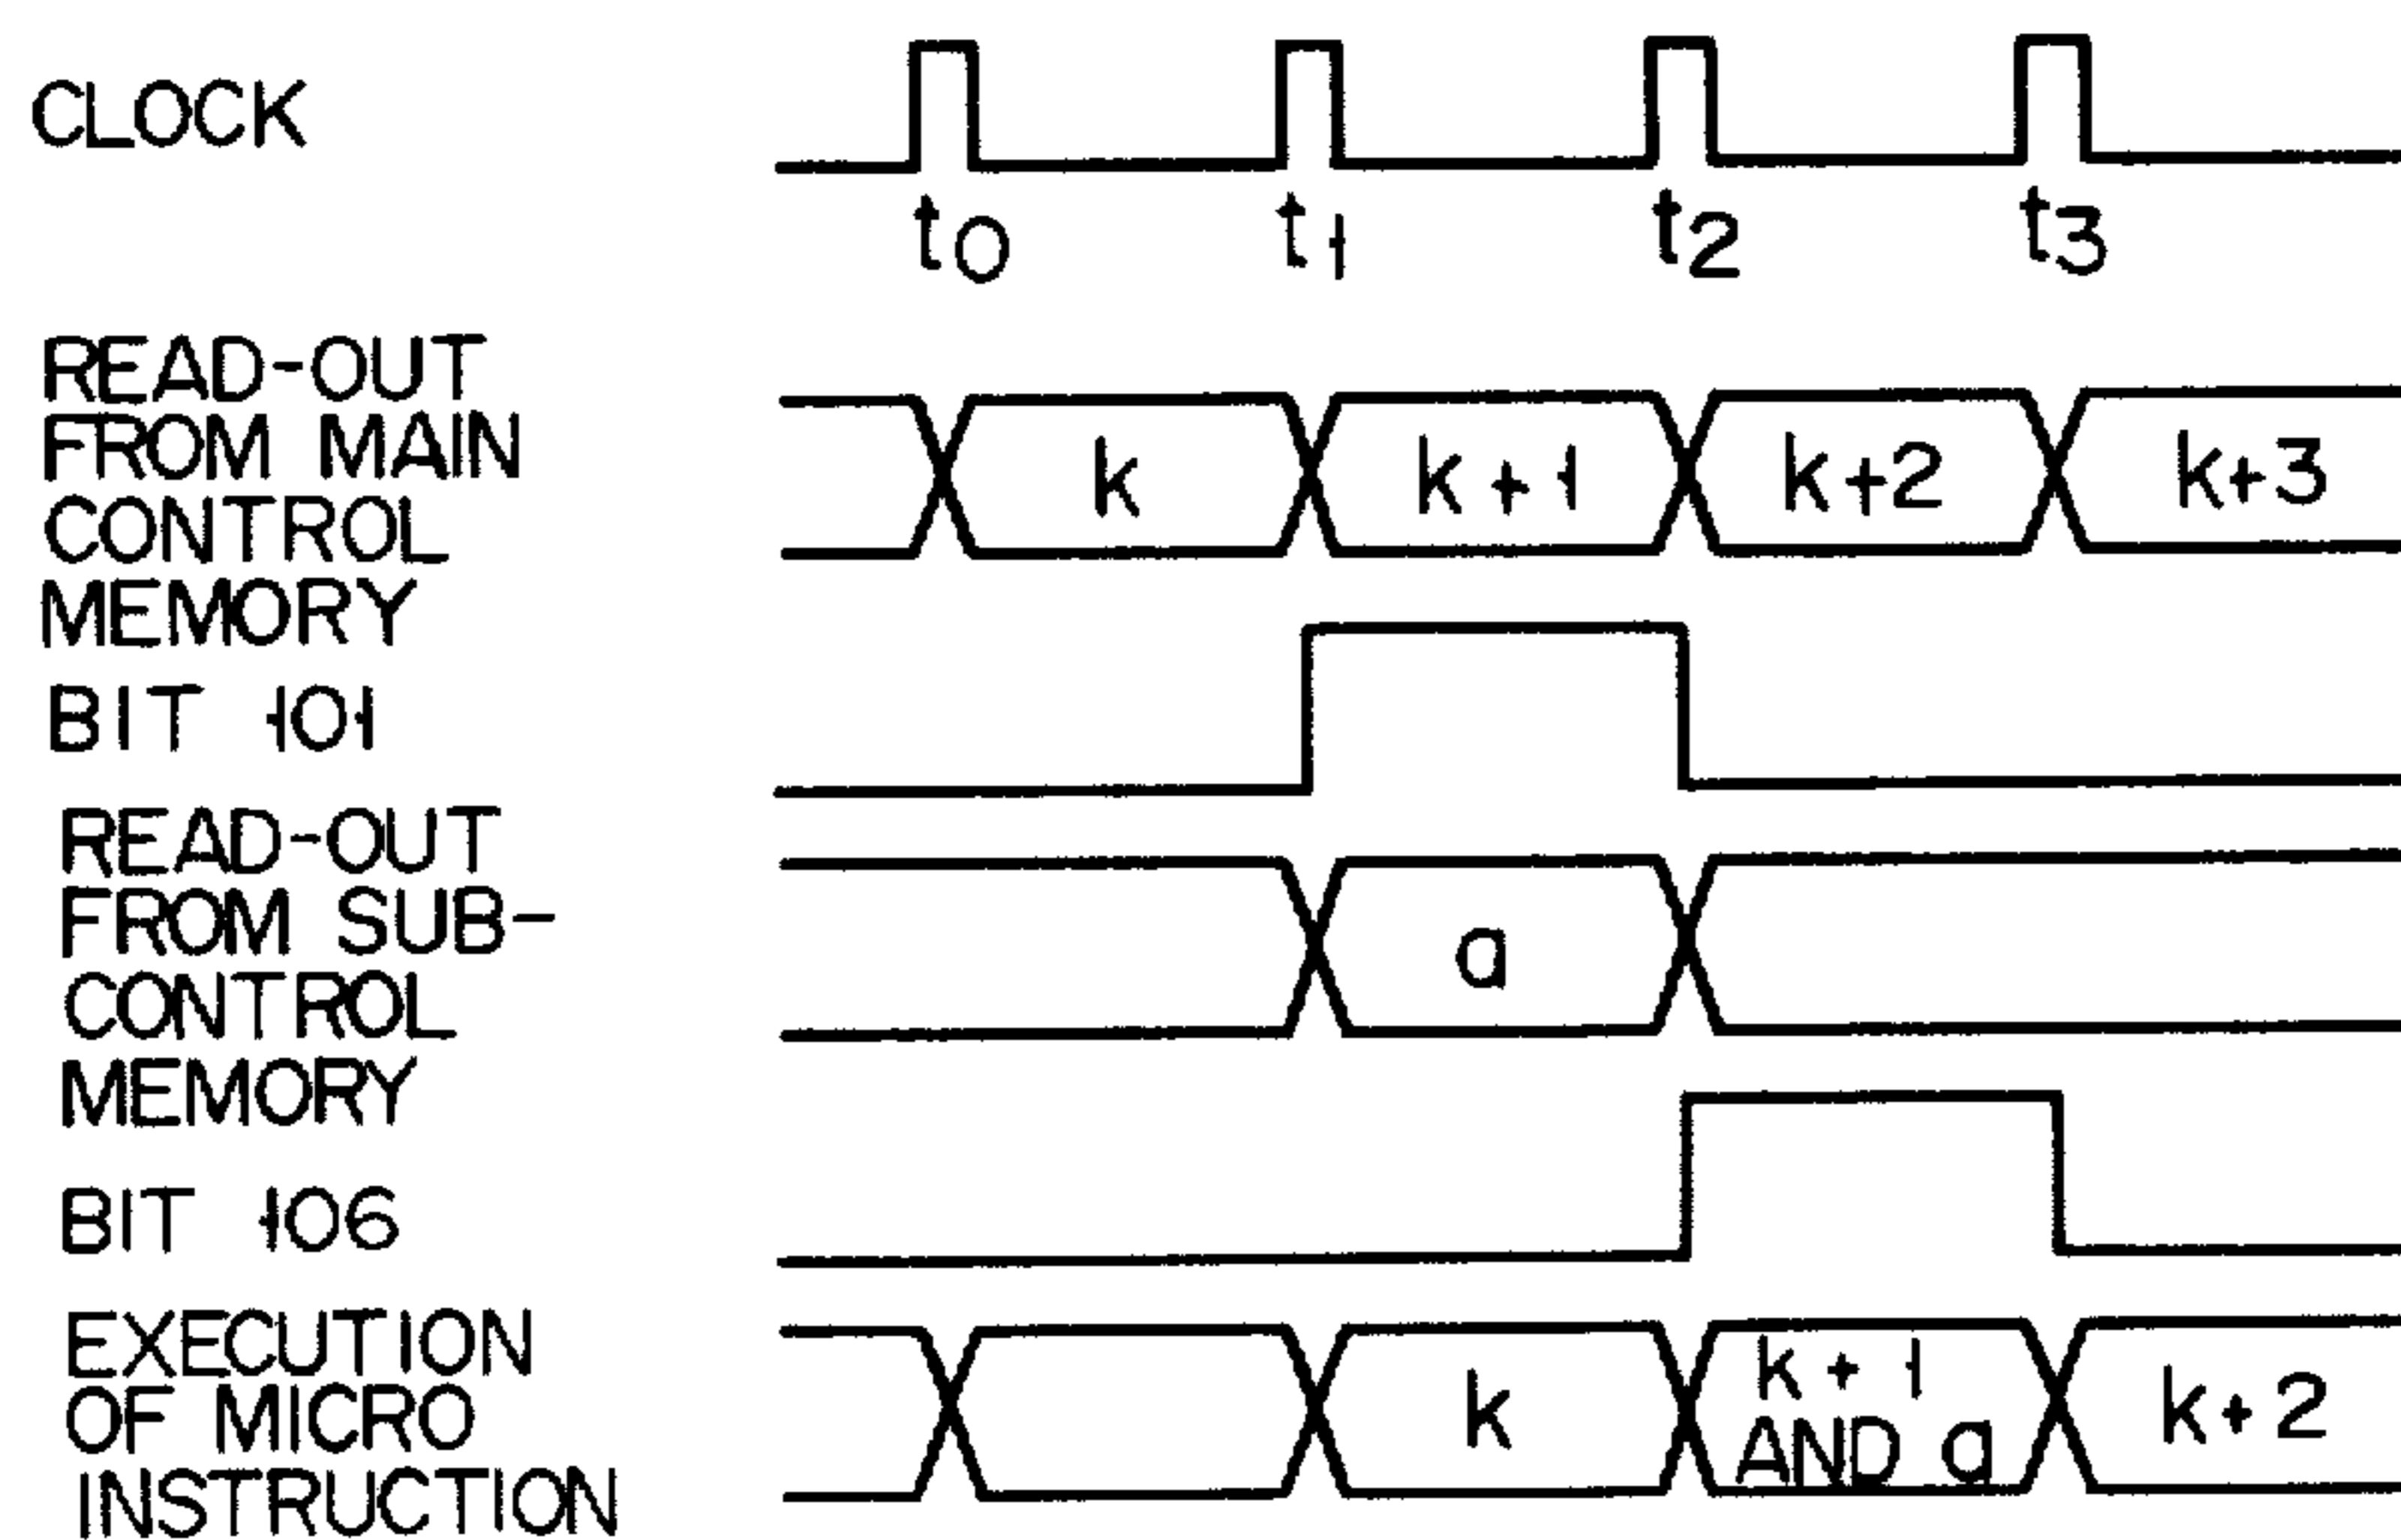 CLOCK
t0 t1 t2 t3
READ-OUT
FROM MAIN
CONTROL
MEMORY
k k+1 k+2 k+3
BIT 101
READ-OUT
FROM SUB-
CONTROL
MEMORY
a
BIT 106
EXECUTION
OF MICRO
INSTRUCTION
k k+1
AND a k+2